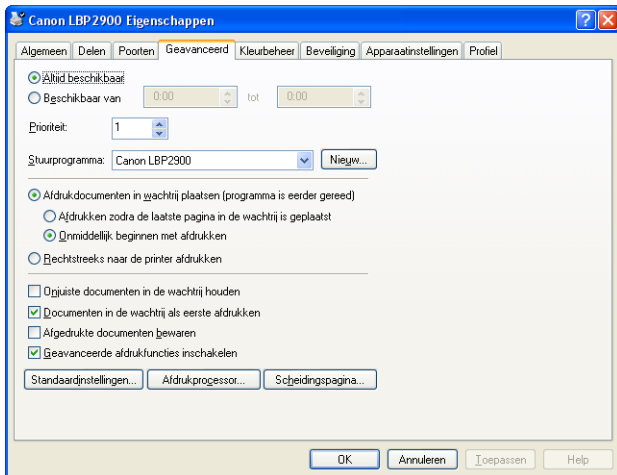 Canon LBP2900 Eigenschappen
Algemeen Delen Poorten Geavanceerd Kleurbeheer Beveiliging Apparaatinstellingen Profiel
Altijd beschikbaar
Beschikbaar van 0:00 tot 0:00
Prioriteit: 1
Stuurprogramma: Canon LBP2900 Nieuw...
Afdrukdocumenten in wachtrij plaatsen (programma is eerder gereed)
Afdrukken zodra de laatste pagina in de wachtrij is geplaatst
Onmiddellijk beginnen met afdrukken
Rechtstreeks naar de printer afdrukken
Onjuiste documenten in de wachtrij houden
Documenten in de wachtrij als eerste afdrukken
Afgedrukte documenten bewaren
Geavanceerde afdrukfuncties inschakelen
Standaardinstellingen... Afdrukprocessor... Scheidingspagina...
OK Annuleren Toepassen Help